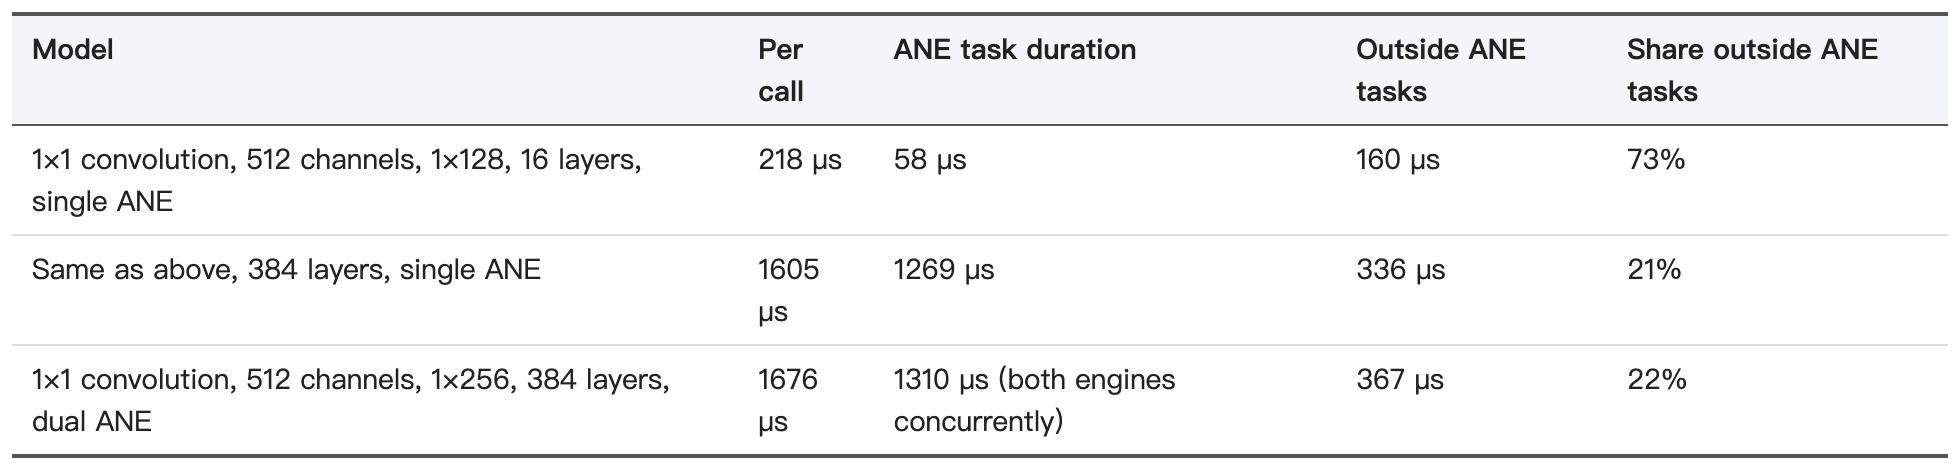 Model Per call ANE task duration Outside ANE tasks Share outside ANE tasks
1×1 convolution, 512 channels, 1×128, 16 layers, single ANE 218 µs 58 µs 160 µs 73%
Same as above, 384 layers, single ANE 1605 µs 1269 µs 336 µs 21%
1×1 convolution, 512 channels, 1×256, 384 layers, dual ANE 1676 µs 1310 µs (both engines concurrently) 367 µs 22%